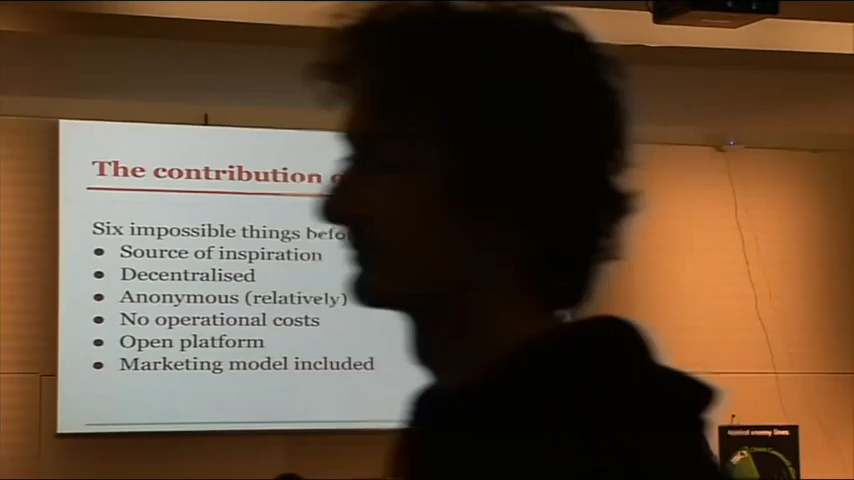 The contribution
Six impossible things before
● Source of inspiration
● Decentralised
● Anonymous (relatively)
● No operational costs
● Open platform
● Marketing model included